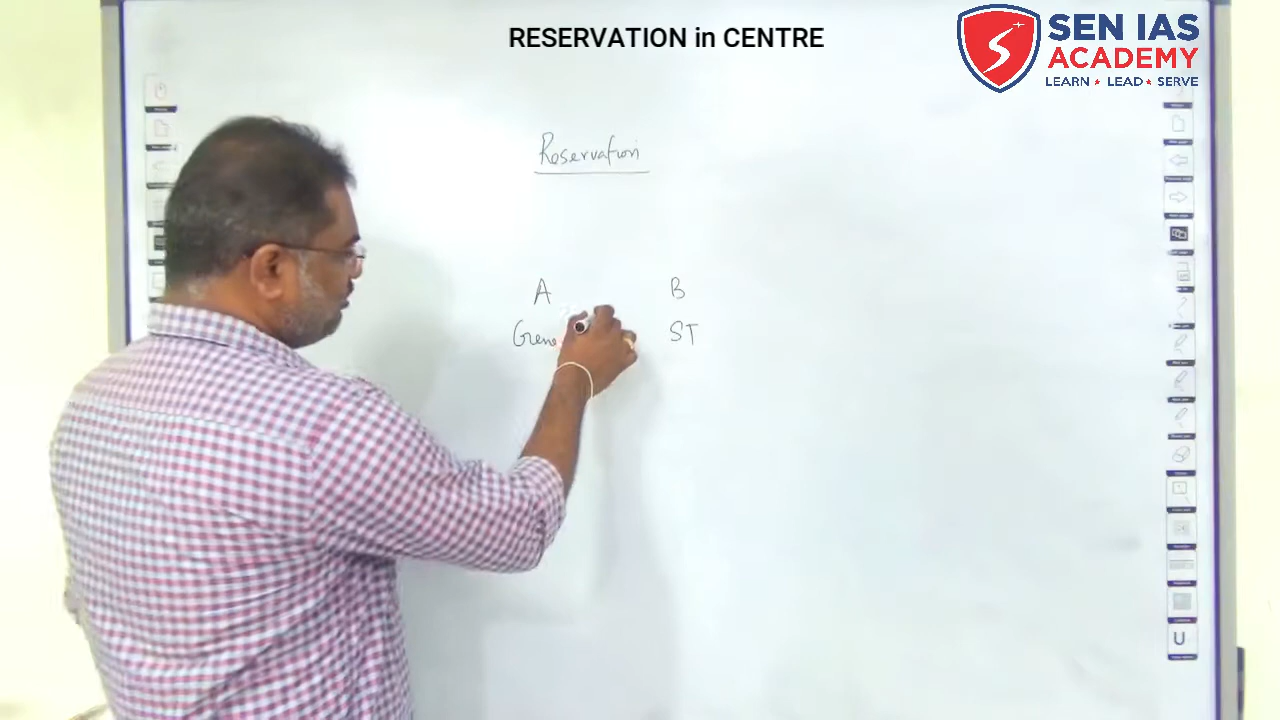 RESERVATION in CENTRE
SEN IAS
ACADEMY
LEARN ★ LEAD ★ SERVE
Reservation
A B
Gene ST
U